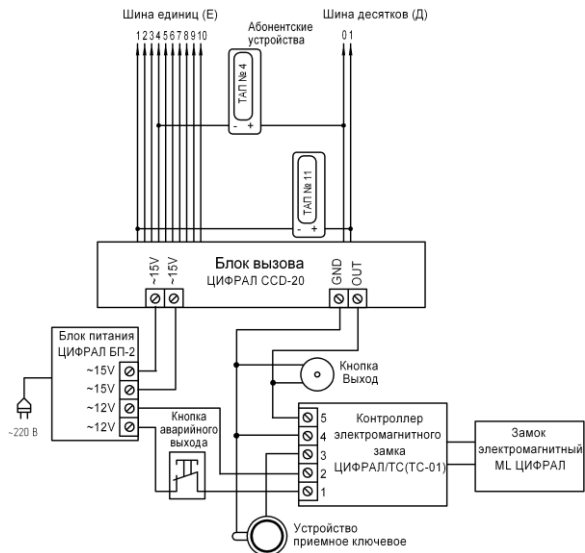 Шина единиц (Е)
Абонентские
устройства
Шина десятков (Д)
1 2 3 4 5 6 7 8 9 10
0 1
ТАП № 4
- +
ТАП № 11
- +
Блок вызова
ЦИФРАЛ CCD-20
~15V
~15V
GND
OUT
Блок питания
ЦИФРАЛ БП-2
~15V
~15V
~12V
~12V
~220 В
Кнопка
аварийного
выхода
Кнопка
Выход
5
4
3
2
1
Контроллер
электромагнитного
замка
ЦИФРАЛ/ТС(ТС-01)
Замок
электромагнитный
ML ЦИФРАЛ
Устройство
приемное ключевое